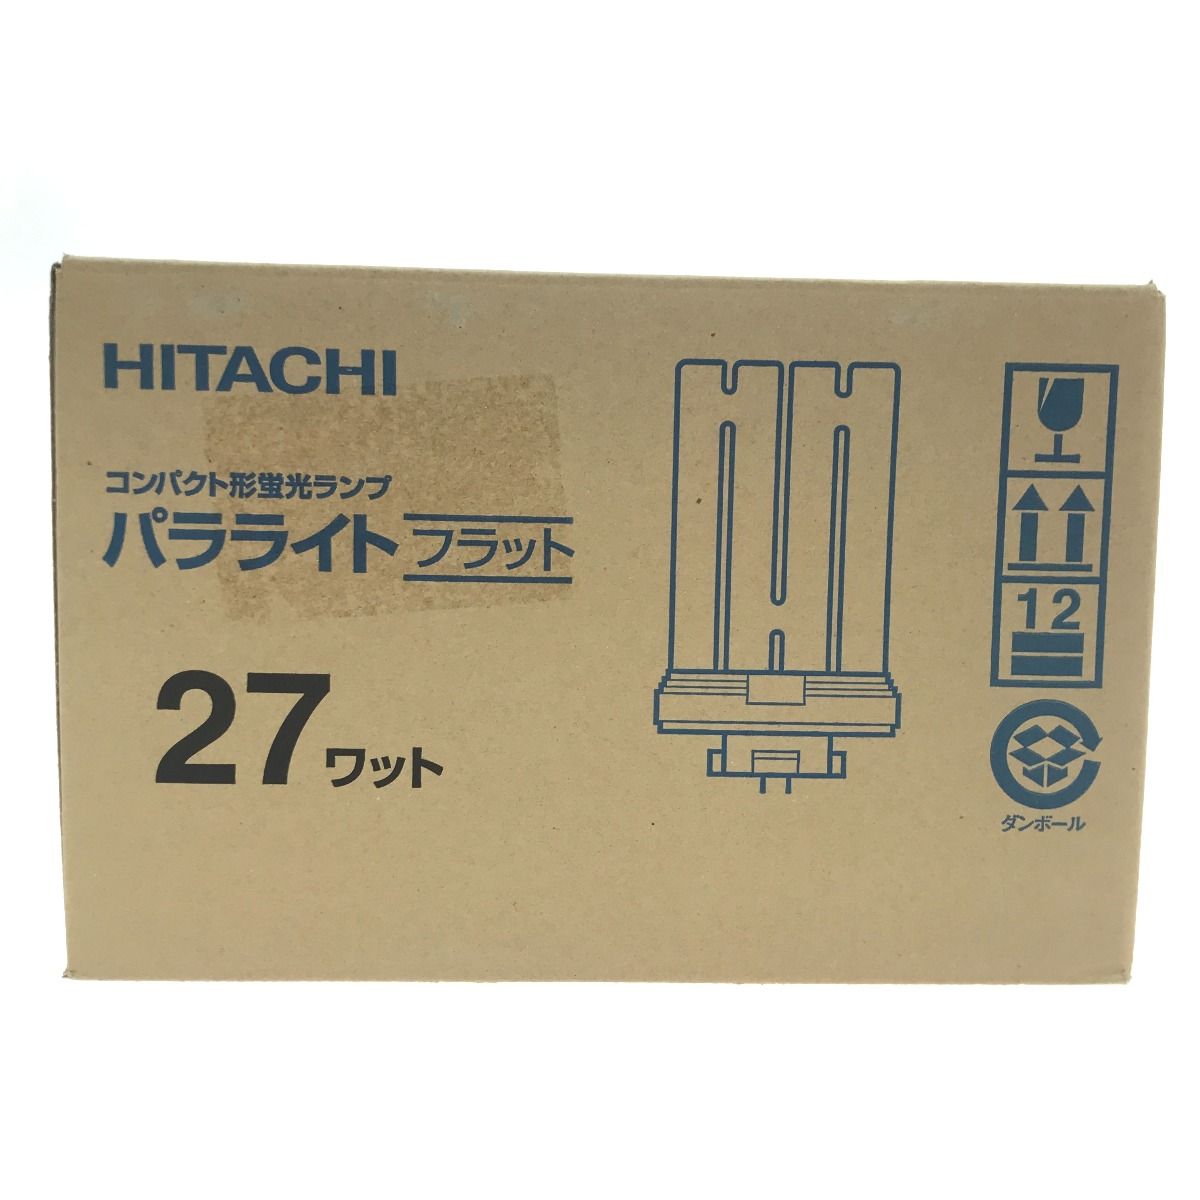 HITACHI
コンパクト形蛍光ランプ
パラライト フラット
27ワット
12
ダンボール